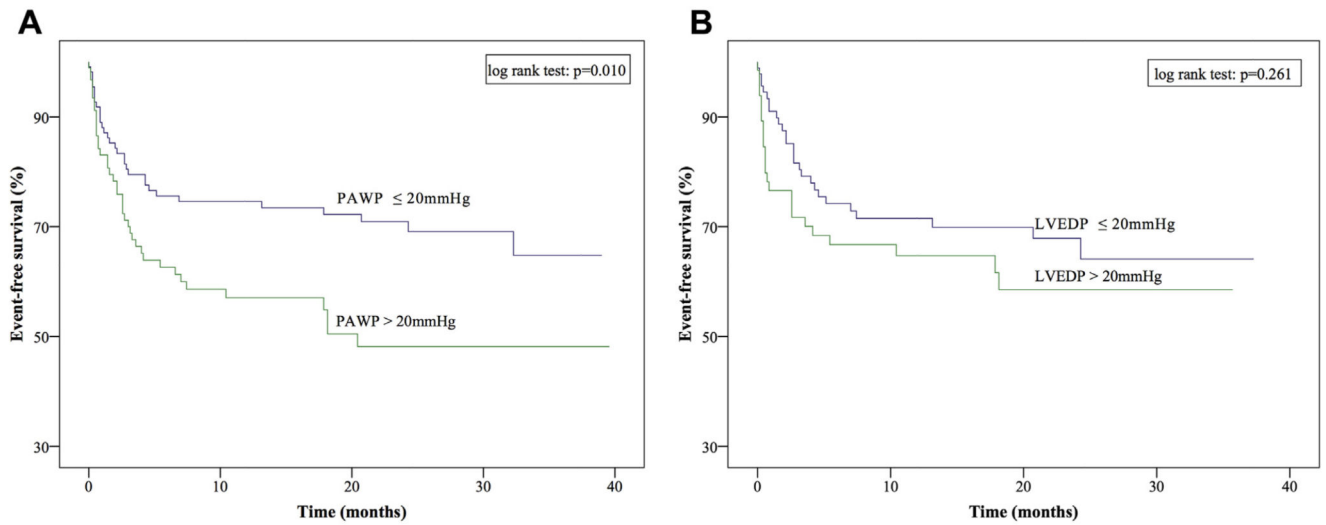 A
log rank test: p=0.010
90
70
50
30
Event-free survival (%)
PAWP ≤ 20mmHg
PAWP > 20mmHg
0 10 20 30 40
Time (months)
B
log rank test: p=0.261
90
70
50
30
Event-free survival (%)
LVEDP ≤ 20mmHg
LVEDP > 20mmHg
0 10 20 30 40
Time (months)